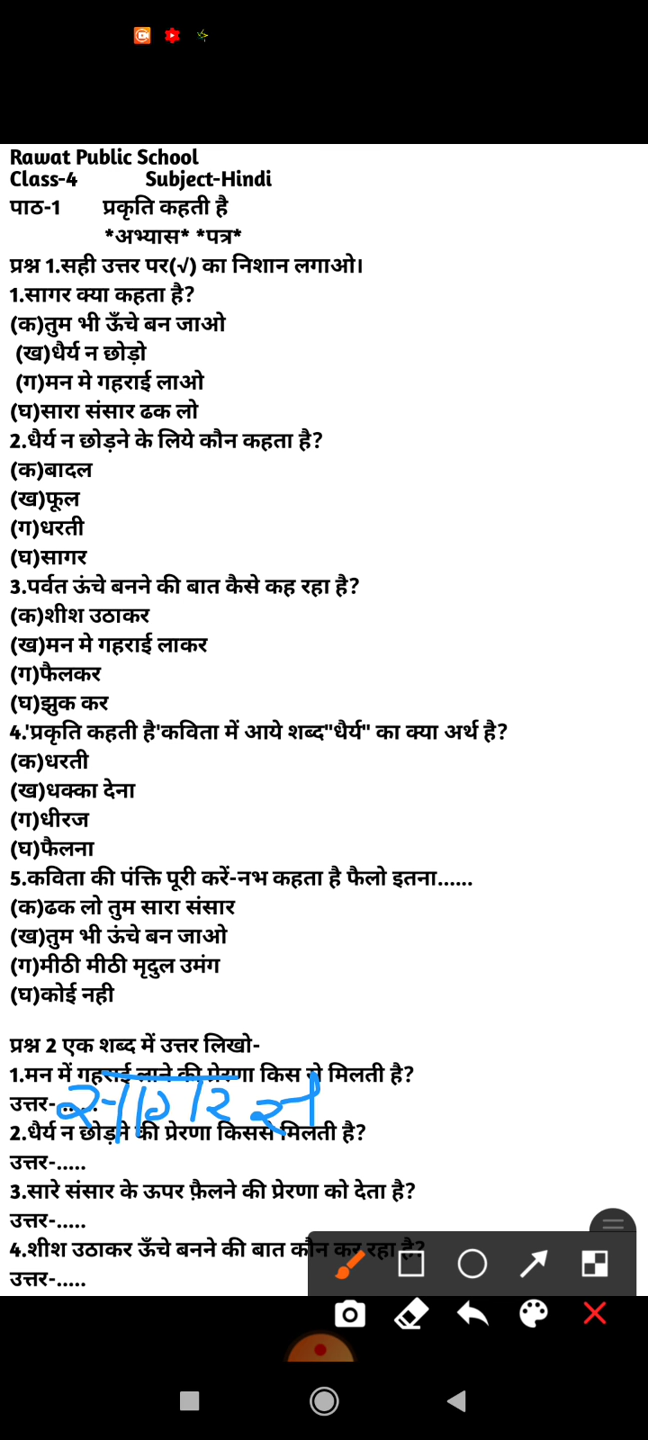 Rawat Public School
Class-4 Subject-Hindi
पाठ-1 प्रकृति कहती है
*अभ्यास* *पत्र*
प्रश्न 1.सही उत्तर पर(√) का निशान लगाओ।
1.सागर क्या कहता है?
(क)तुम भी ऊँचे बन जाओ
(ख)धैर्य न छोड़ो
(ग)मन मे गहराई लाओ
(घ)सारा संसार ढक लो
2.धैर्य न छोड़ने के लिये कौन कहता है?
(क)बादल
(ख)फूल
(ग)धरती
(घ)सागर
3.पर्वत ऊंचे बनने की बात कैसे कह रहा है?
(क)शीश उठाकर
(ख)मन मे गहराई लाकर
(ग)फैलकर
(घ)झुक कर
4.'प्रकृति कहती है'कविता में आये शब्द"धैर्य" का क्या अर्थ है?
(क)धरती
(ख)धक्का देना
(ग)धीरज
(घ)फैलना
5.कविता की पंक्ति पूरी करें-नभ कहता है फैलो इतना......
(क)ढक लो तुम सारा संसार
(ख)तुम भी ऊंचे बन जाओ
(ग)मीठी मीठी मृदुल उमंग
(घ)कोई नही
प्रश्न 2 एक शब्द में उत्तर लिखो-
1.मन में गहराई लाने की प्रेरणा किस से मिलती है?
उत्तर-...... सागर से
2.धैर्य न छोड़ने की प्रेरणा किससे मिलती है?
उत्तर-.....
3.सारे संसार के ऊपर फ़ैलने की प्रेरणा को देता है?
उत्तर-.....
4.शीश उठाकर ऊँचे बनने की बात कौन कर रहा है?
उत्तर-.....